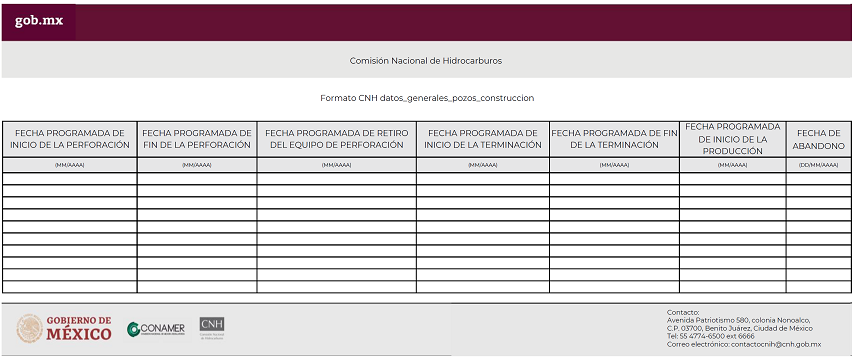 gob.mx
Comisión Nacional de Hidrocarburos
Formato CNH datos_generales_pozos_construccion
FECHA PROGRAMADA DE
INICIO DE LA PERFORACIÓN
FECHA PROGRAMADA DE
FIN DE LA PERFORACIÓN
FECHA PROGRAMADA DE RETIRO
DEL EQUIPO DE PERFORACIÓN
FECHA PROGRAMADA DE
INICIO DE LA TERMINACIÓN
FECHA PROGRAMADA DE FIN
DE LA TERMINACIÓN
FECHA PROGRAMADA
DE INICIO DE LA
PRODUCCIÓN
FECHA DE
ABANDONO
(MM/AAAA)
(MM/AAAA)
(MM/AAAA)
(MM/AAAA)
(MM/AAAA)
(MM/AAAA)
(DD/MM/AAAA)
GOBIERNO DE
MÉXICO
CONAMER
CNH
Comisión Nacional
de Hidrocarburos
Contacto:
Avenida Patriotismo 580, colonia Nonoalco,
C.P. 03700, Benito Juárez, Ciudad de México
Tel: 55 4774-6500 ext 6666
Correo electrónico: contactocnih@cnh.gob.mx